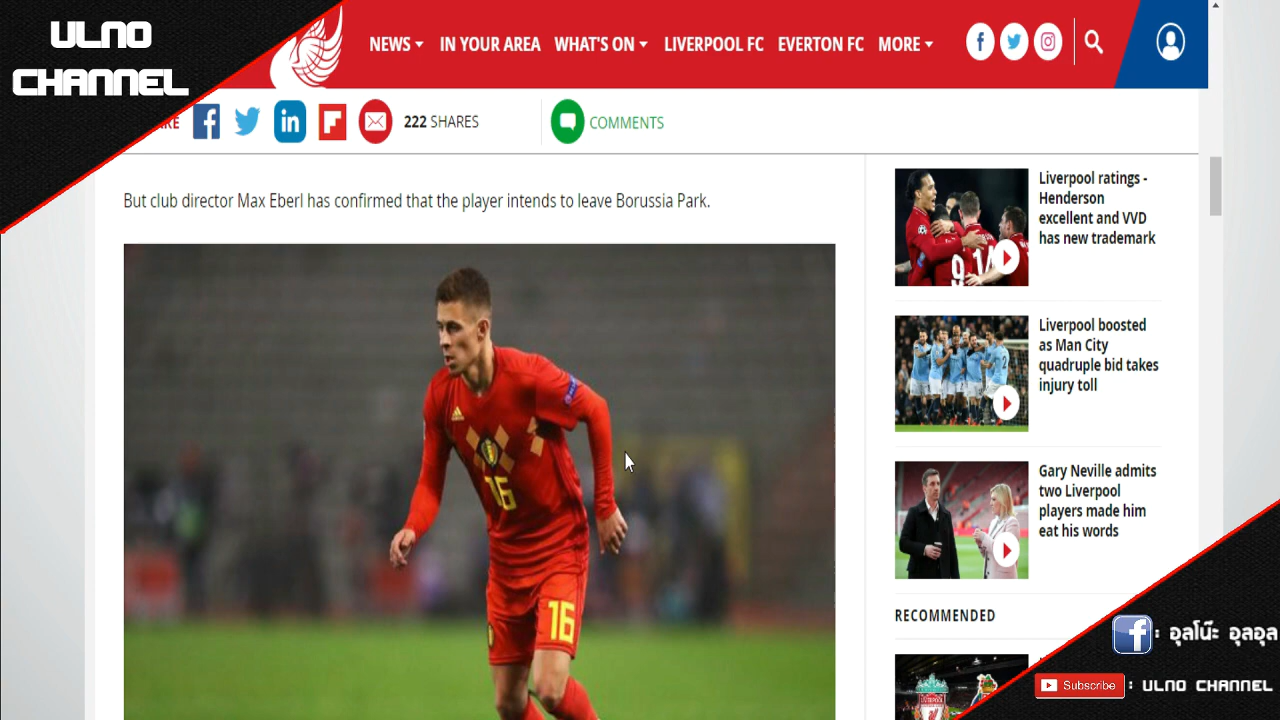 ULNO
CHANNEL
NEWS
IN YOUR AREA
WHAT'S ON
LIVERPOOL FC
EVERTON FC
MORE
222 SHARES
COMMENTS
But club director Max Eberl has confirmed that the player intends to leave Borussia Park.
16
16
Liverpool ratings -
Henderson
excellent and VVD
has new trademark
9
14
Liverpool boosted
as Man City
quadruple bid takes
injury toll
Gary Neville admits
two Liverpool
players made him
eat his words
RECOMMENDED
: อุลโน๊ะ อุลอุล
Subscribe : ULNO CHANNEL